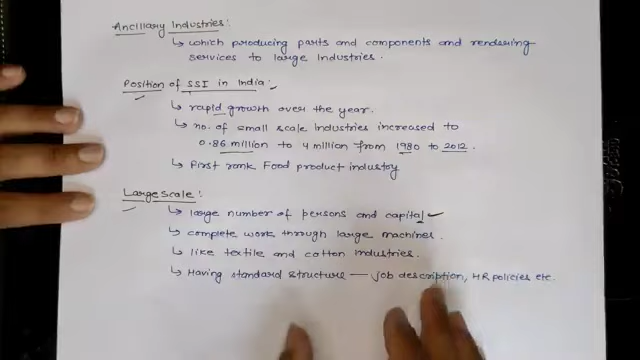 Ancillary Industries:
↳ which producing parts and components and rendering
services to large Industries.
Position of SSI in India:
↳ rapid growth over the year.
↳ no. of small scale Industries increased to
0.86 million to 4 million from 1980 to 2012.
↳ First rank Food product industry
Large Scale:
↳ large number of persons and capital
↳ complete work through large machines.
↳ like textile and cotton industries.
↳ Having standard structure — job description, HR policies etc.